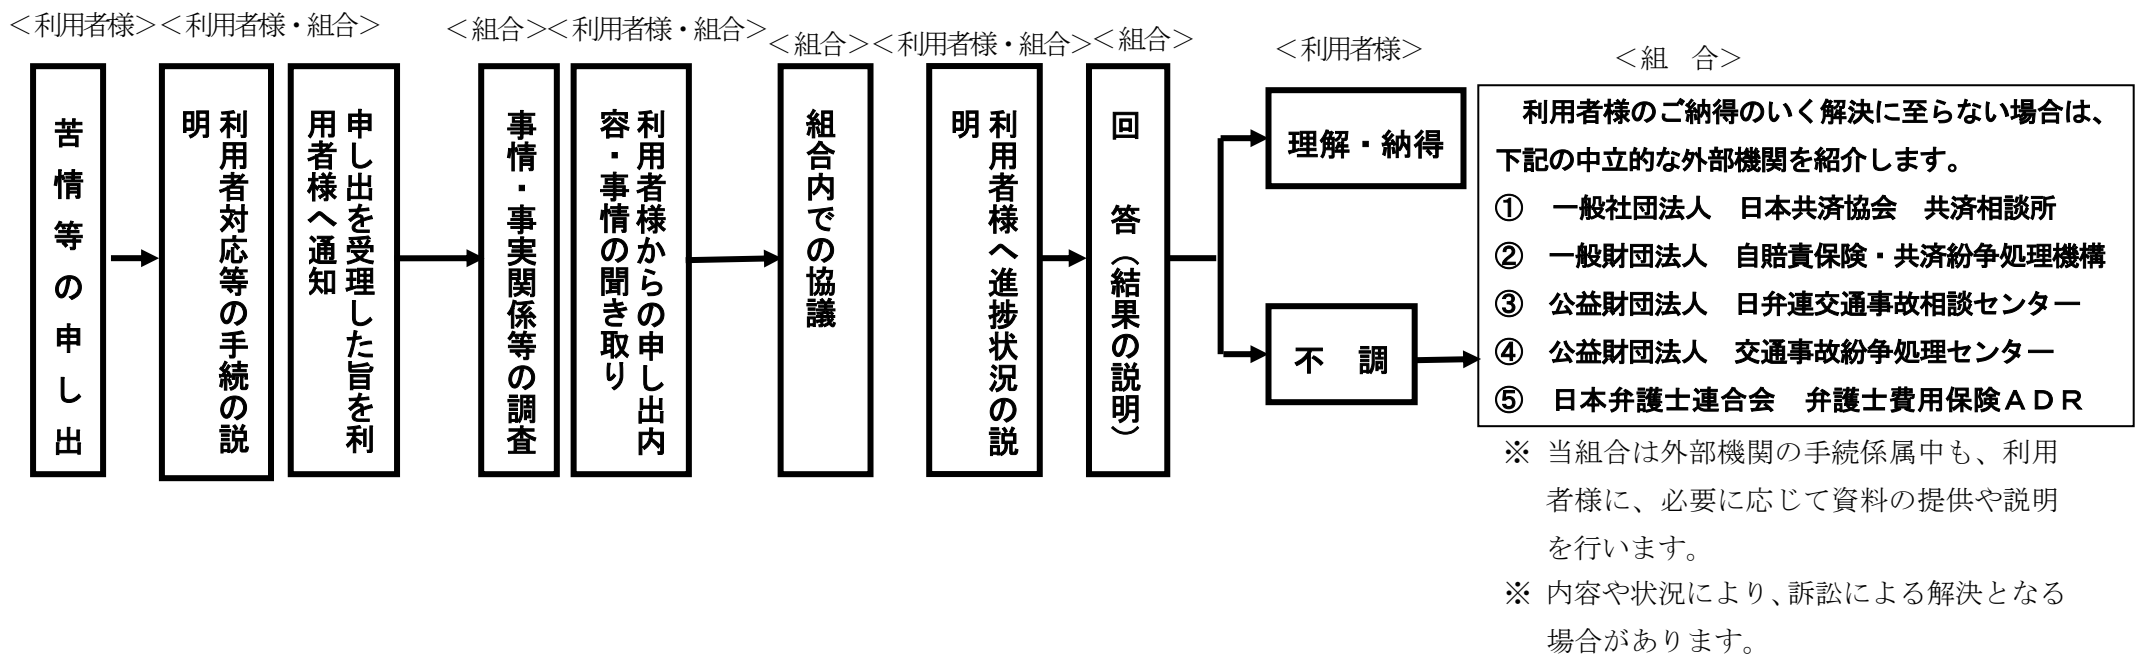 ＜利用者様＞
苦情等の申し出
＜利用者様・組合＞
利用者対応等の手続の説
明
申し出を受理した旨を利
用者様へ通知
＜組合＞
事情・事実関係等の調査
＜利用者様・組合＞
利用者様からの申し出内
容・事情の聞き取り
＜組合＞
組合内での協議
＜利用者様・組合＞
利用者様へ進捗状況の説
明
＜組合＞
回　答（結果の説明）
＜利用者様＞
理解・納得
不　調
＜組　合＞
利用者様のご納得のいく解決に至らない場合は、
下記の中立的な外部機関を紹介します。
①　一般社団法人　日本共済協会　共済相談所
②　一般財団法人　自賠責保険・共済紛争処理機構
③　公益財団法人　日弁連交通事故相談センター
④　公益財団法人　交通事故紛争処理センター
⑤　日本弁護士連合会　弁護士費用保険ＡＤＲ
※ 当組合は外部機関の手続係属中も、利用
者様に、必要に応じて資料の提供や説明
を行います。
※ 内容や状況により、訴訟による解決となる
場合があります。